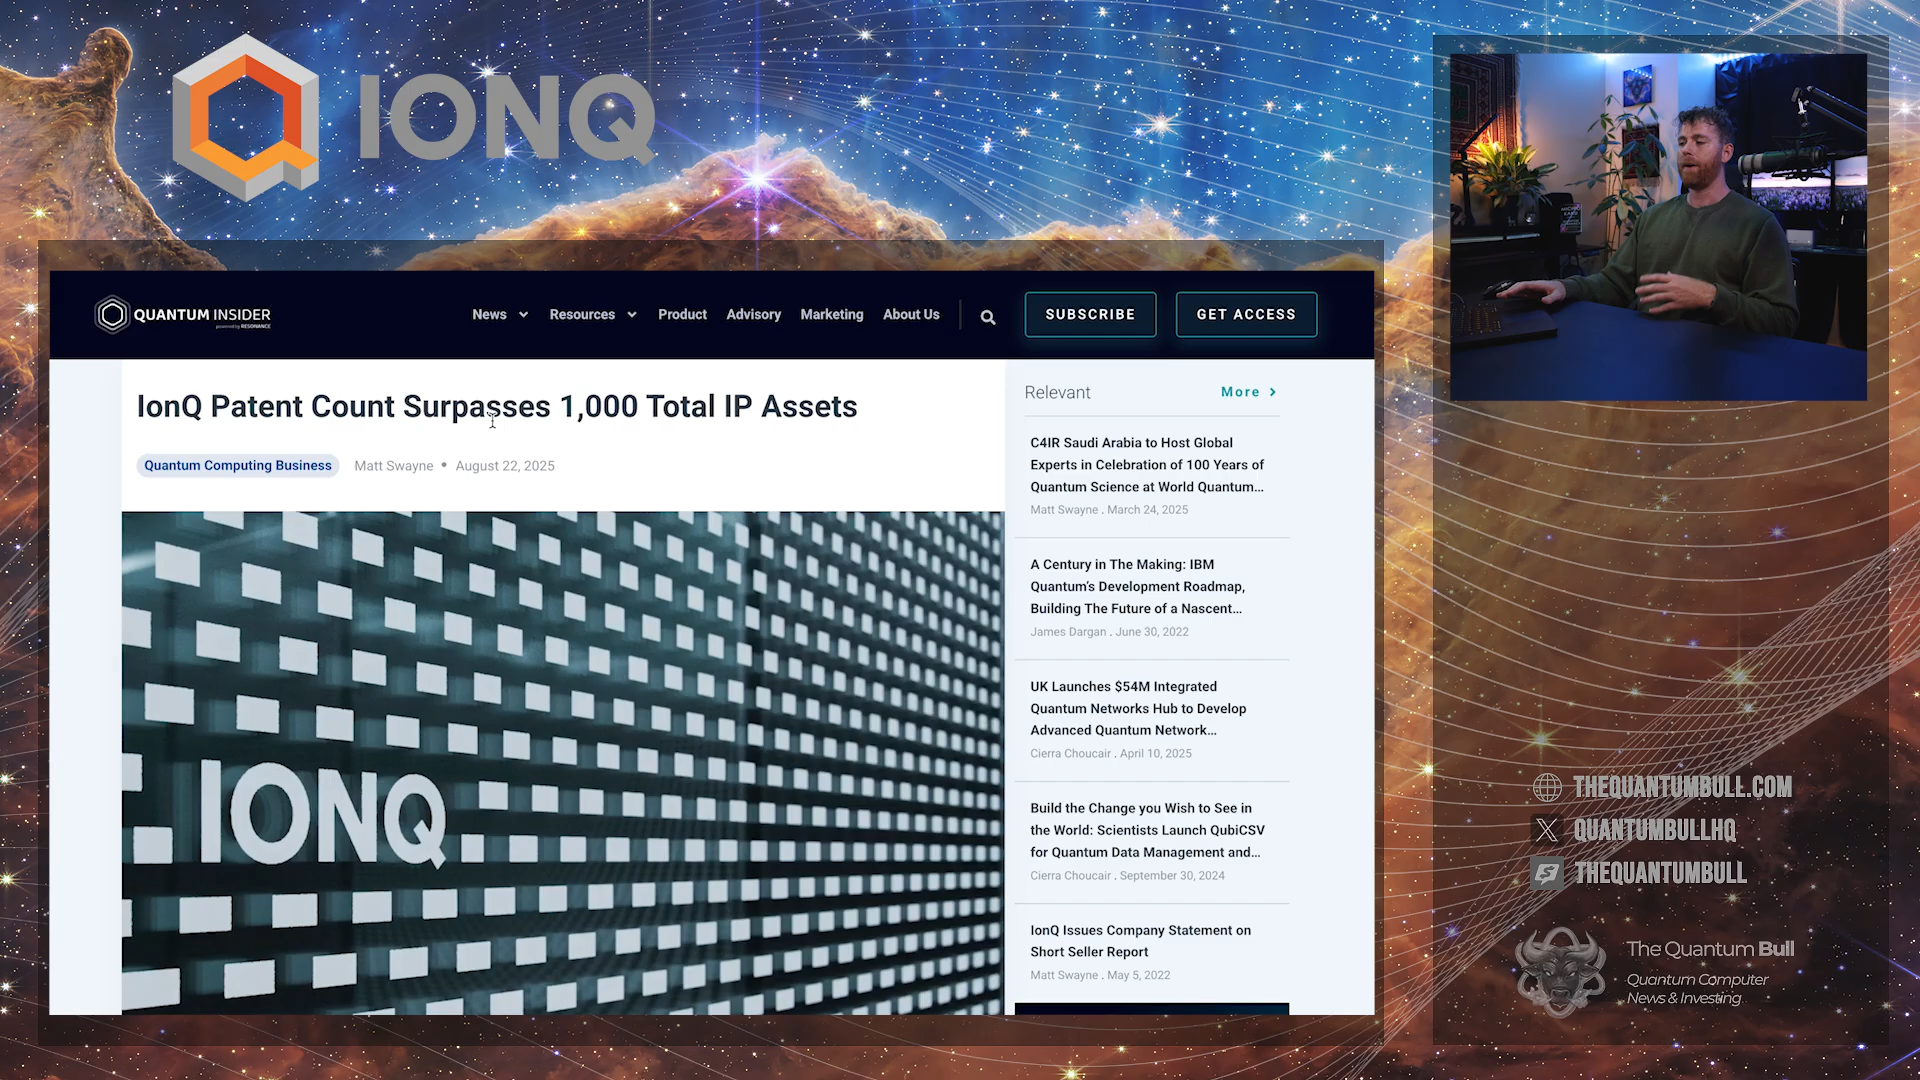 IONQ
QUANTUM INSIDER
powered by RESONANCE
News Resources Product Advisory Marketing About Us
SUBSCRIBE
GET ACCESS
IonQ Patent Count Surpasses 1,000 Total IP Assets
Quantum Computing Business Matt Swayne • August 22, 2025
IONQ
Relevant More
C4IR Saudi Arabia to Host Global
Experts in Celebration of 100 Years of
Quantum Science at World Quantum...
Matt Swayne . March 24, 2025
A Century in The Making: IBM
Quantum's Development Roadmap,
Building The Future of a Nascent...
James Dargan . June 30, 2022
UK Launches $54M Integrated
Quantum Networks Hub to Develop
Advanced Quantum Network...
Cierra Choucair . April 10, 2025
Build the Change you Wish to See in
the World: Scientists Launch QubiCSV
for Quantum Data Management and...
Cierra Choucair . September 30, 2024
IonQ Issues Company Statement on
Short Seller Report
Matt Swayne . May 5, 2022
THEQUANTUMBULL.COM
QUANTUMBULLHQ
THEQUANTUMBULL
The Quantum Bull
Quantum Computer
News & Investing